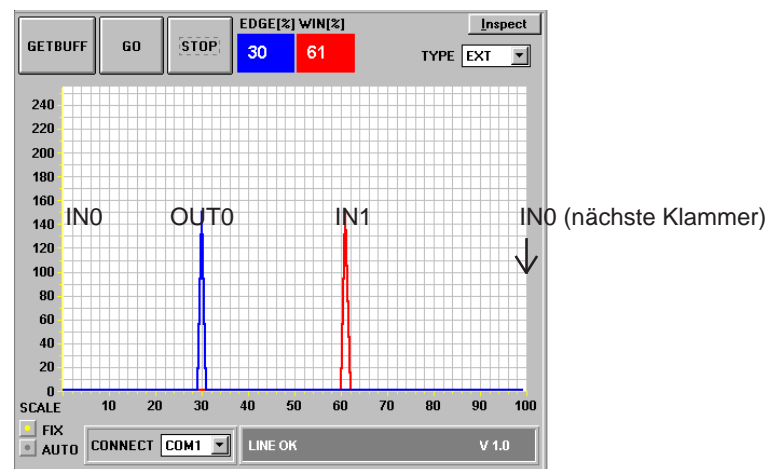 EDGE[%] WIN[%] Inspect
GETBUFF GO STOP 30 61 TYPE EXT
240
220
200
180
160
140 IN0 OUT0 IN1 IN0 (nächste Klammer)
120
100
80
60
40
20
0
SCALE 10 20 30 40 50 60 70 80 90 100
FIX
AUTO CONNECT COM1 LINE OK V 1.0